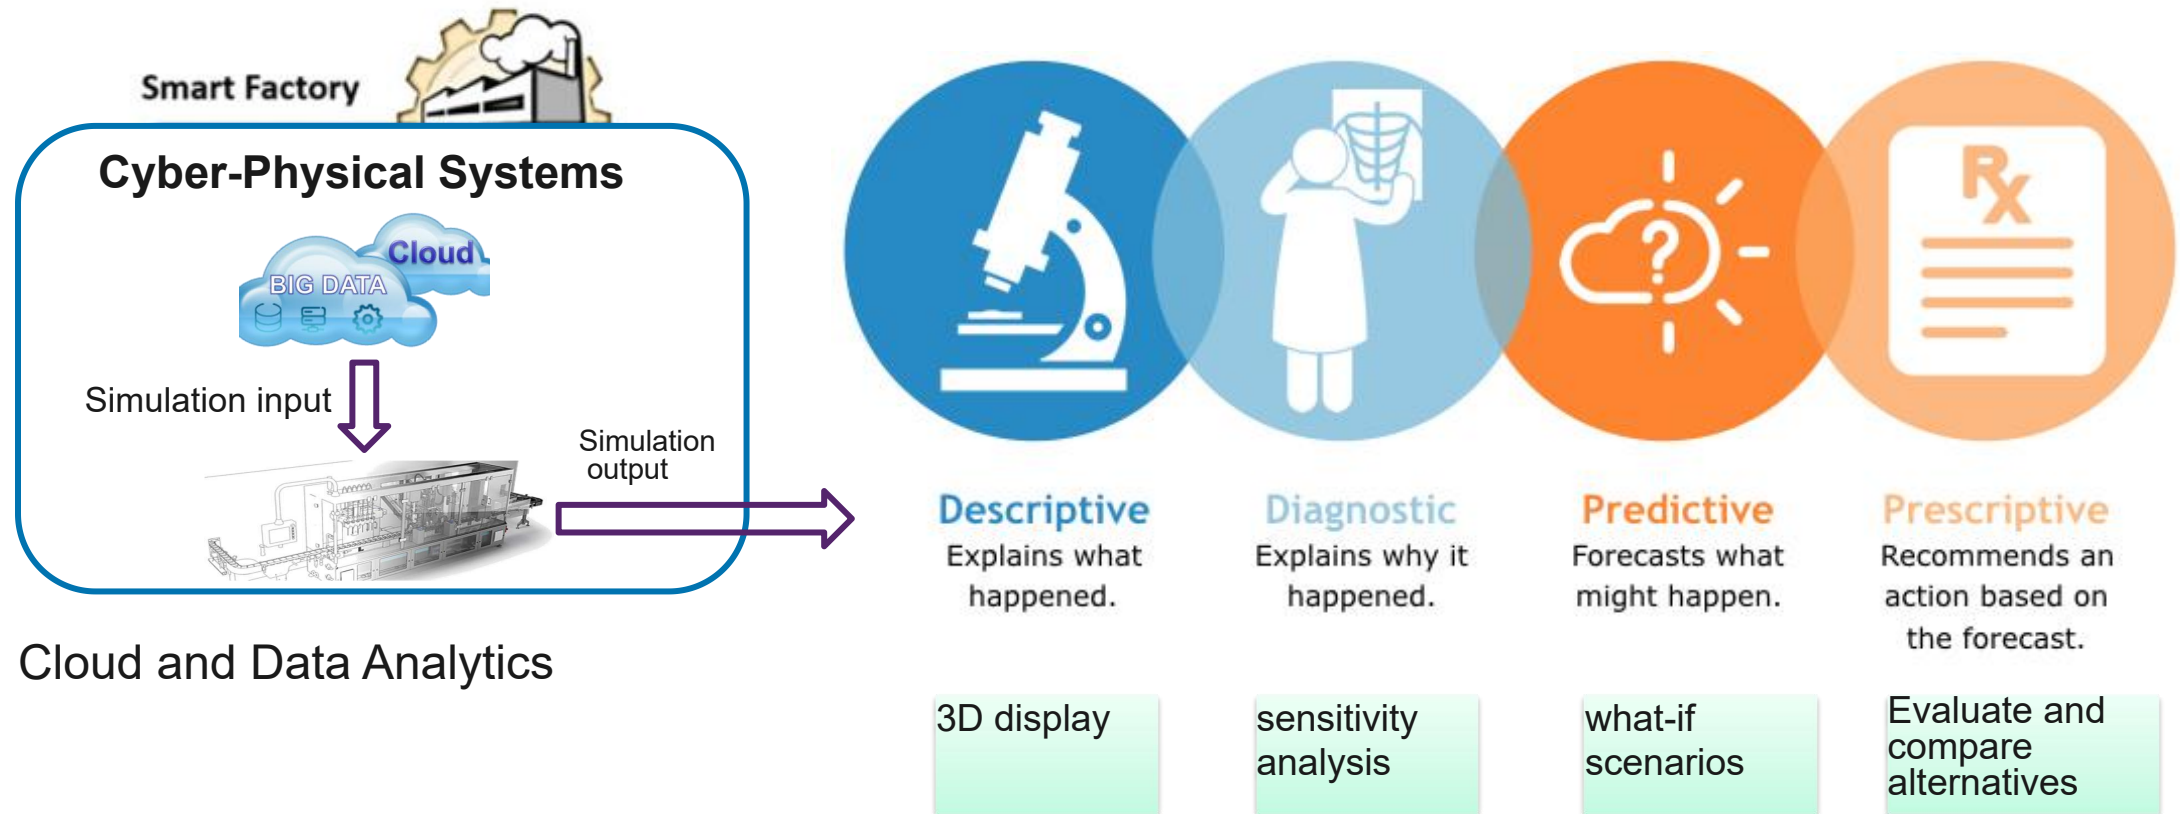 Smart Factory
Cyber-Physical Systems
Cloud
BIG DATA
Simulation input
Simulation
output
Cloud and Data Analytics
Rx
?
Descriptive
Explains what
happened.
Diagnostic
Explains why it
happened.
Predictive
Forecasts what
might happen.
Prescriptive
Recommends an
action based on
the forecast.
3D display
sensitivity
analysis
what-if
scenarios
Evaluate and
compare
alternatives